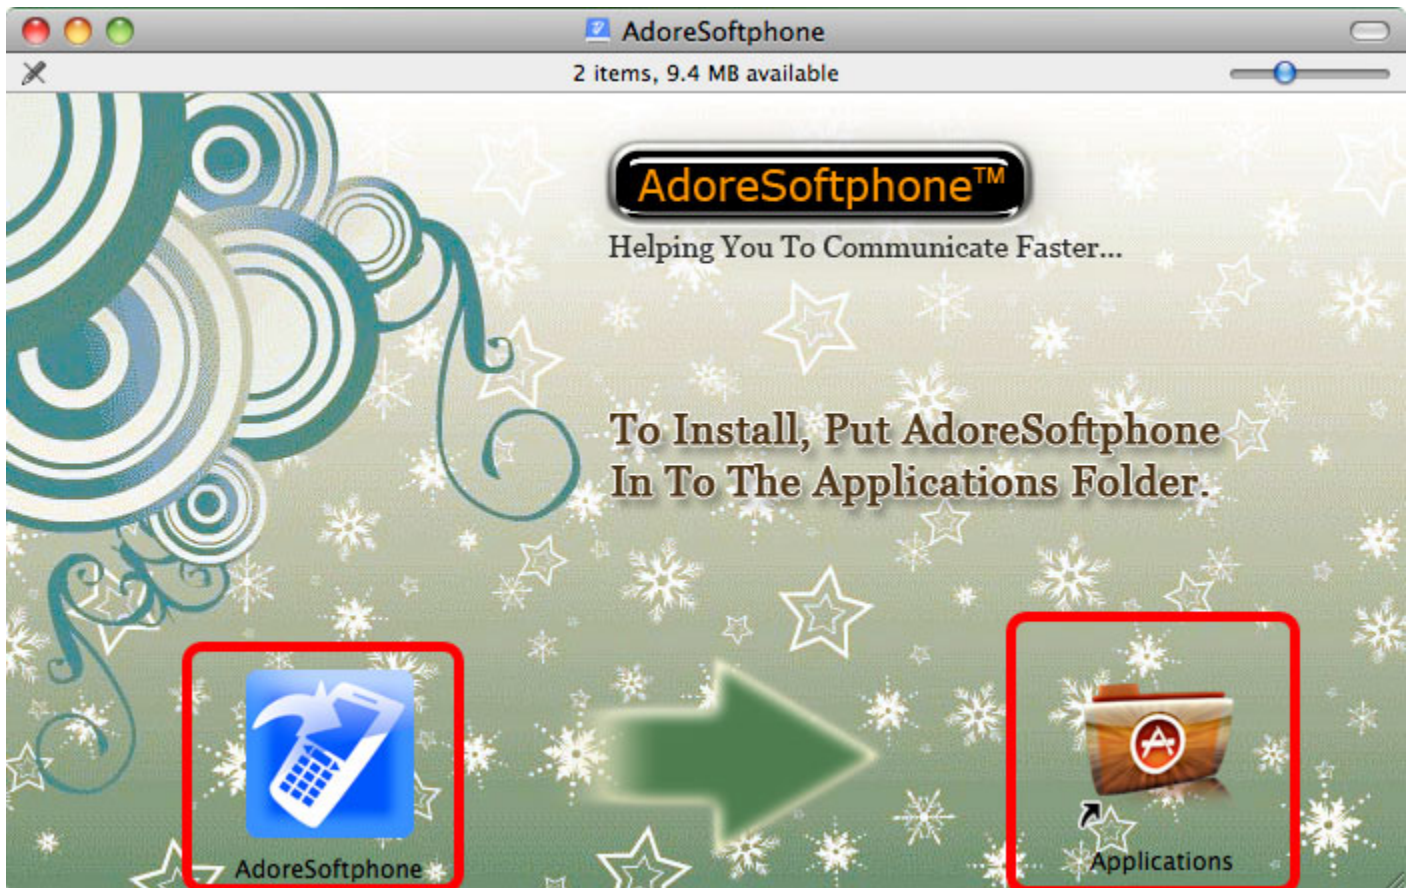 AdoreSoftphone
2 items, 9.4 MB available
AdoreSoftphone™
Helping You To Communicate Faster...
To Install, Put AdoreSoftphone
In To The Applications Folder.
AdoreSoftphone
Applications